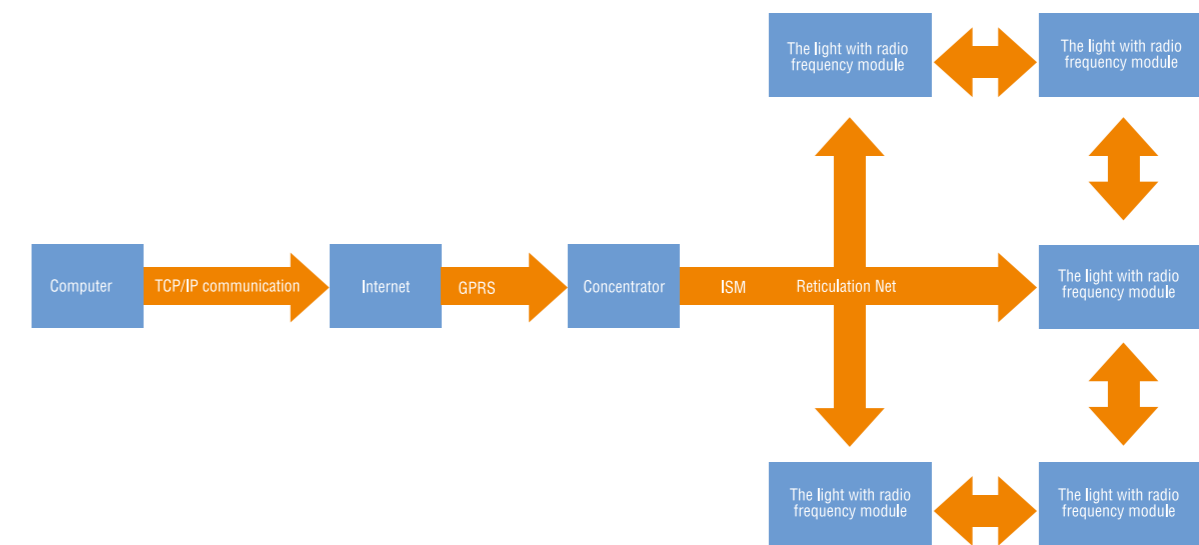 The light with radio
frequency module
The light with radio
frequency module
Computer
TCP/IP communication
Internet
GPRS
Concentrator
ISM
Reticulation Net
The light with radio
frequency module
The light with radio
frequency module
The light with radio
frequency module